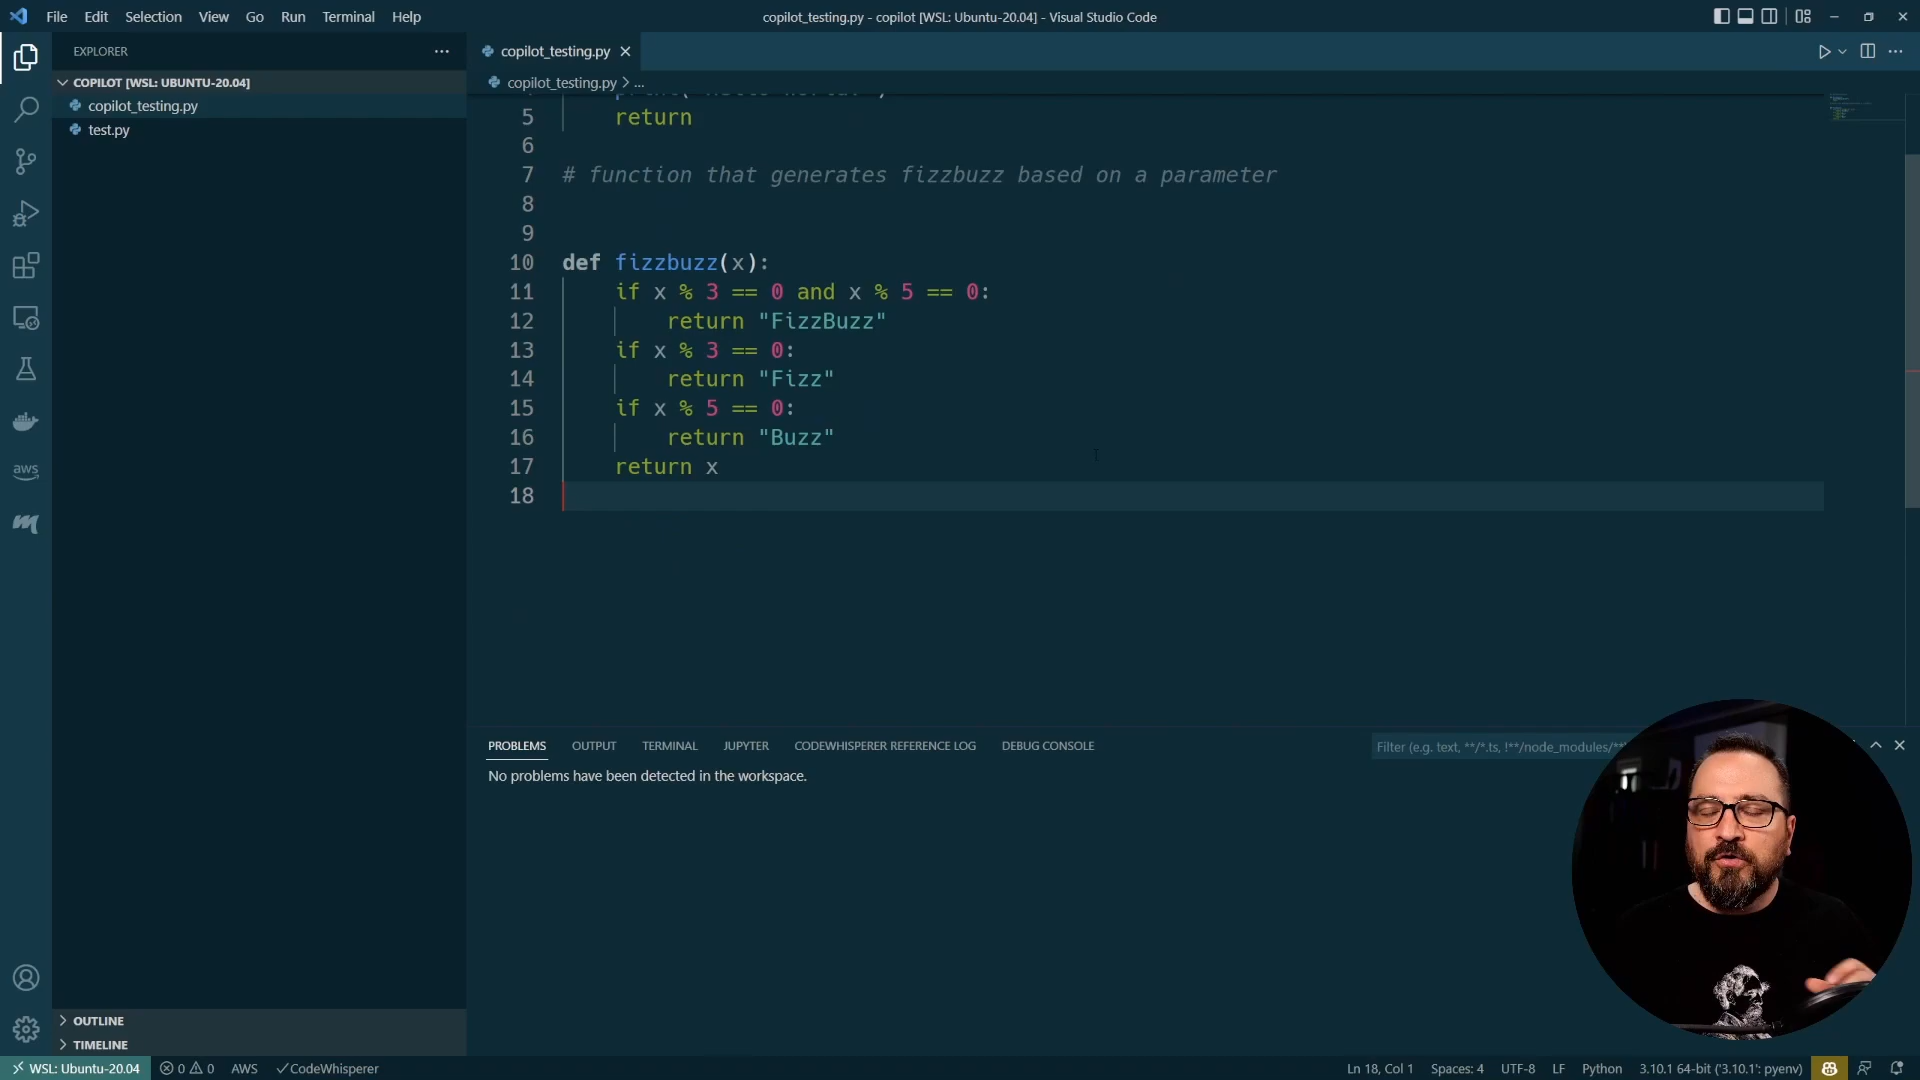 File Edit Selection View Go Run Terminal Help
copilot_testing.py - copilot [WSL: Ubuntu-20.04] - Visual Studio Code
EXPLORER
copilot_testing.py
COPILOT [WSL: UBUNTU-20.04]
copilot_testing.py > ...
copilot_testing.py
test.py
5 return
6
7 # function that generates fizzbuzz based on a parameter
8
9
10 def fizzbuzz(x):
11 if x % 3 == 0 and x % 5 == 0:
12 return "FizzBuzz"
13 if x % 3 == 0:
14 return "Fizz"
15 if x % 5 == 0:
16 return "Buzz"
17 return x
18
aws
PROBLEMS OUTPUT TERMINAL JUPYTER CODEWHISPERER REFERENCE LOG DEBUG CONSOLE
Filter (e.g. text, **/*.ts, !**/node_modules/**
No problems have been detected in the workspace.
OUTLINE
TIMELINE
WSL: Ubuntu-20.04 0 0 AWS CodeWhisperer
Ln 18, Col 1 Spaces: 4 UTF-8 LF Python 3.10.1 64-bit ('3.10.1': pyenv)